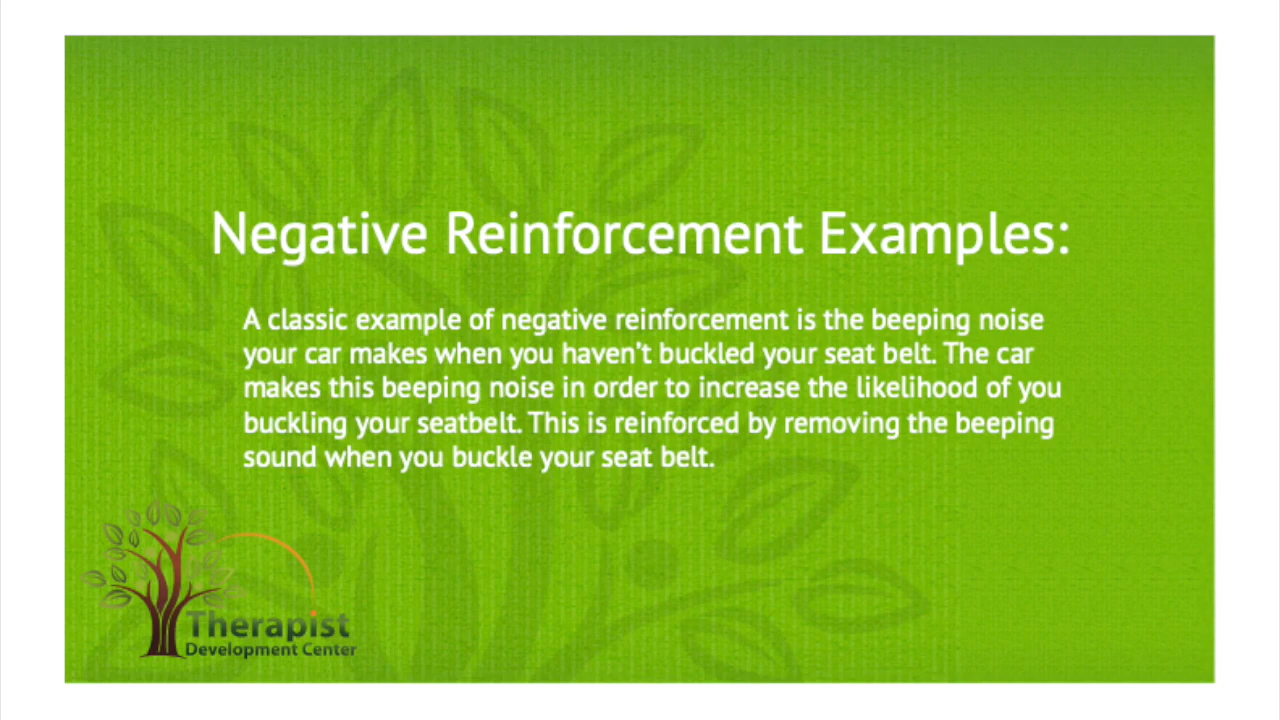 Negative Reinforcement Examples:
A classic example of negative reinforcement is the beeping noise
your car makes when you haven't buckled your seat belt. The car
makes this beeping noise in order to increase the likelihood of you
buckling your seatbelt. This is reinforced by removing the beeping
sound when you buckle your seat belt.
Therapist
Development Center